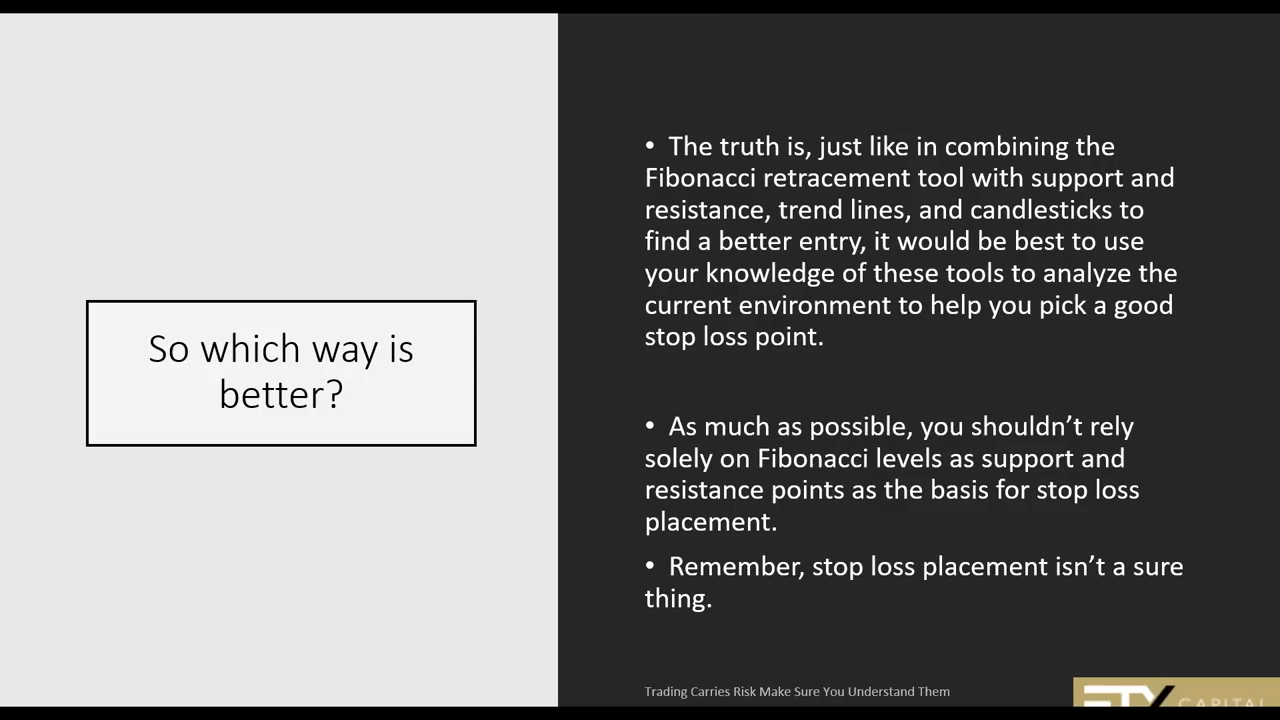 So which way is
better?
• The truth is, just like in combining the
Fibonacci retracement tool with support and
resistance, trend lines, and candlesticks to
find a better entry, it would be best to use
your knowledge of these tools to analyze the
current environment to help you pick a good
stop loss point.
• As much as possible, you shouldn’t rely
solely on Fibonacci levels as support and
resistance points as the basis for stop loss
placement.
• Remember, stop loss placement isn’t a sure
thing.
Trading Carries Risk Make Sure You Understand Them
ETX CAPITAL